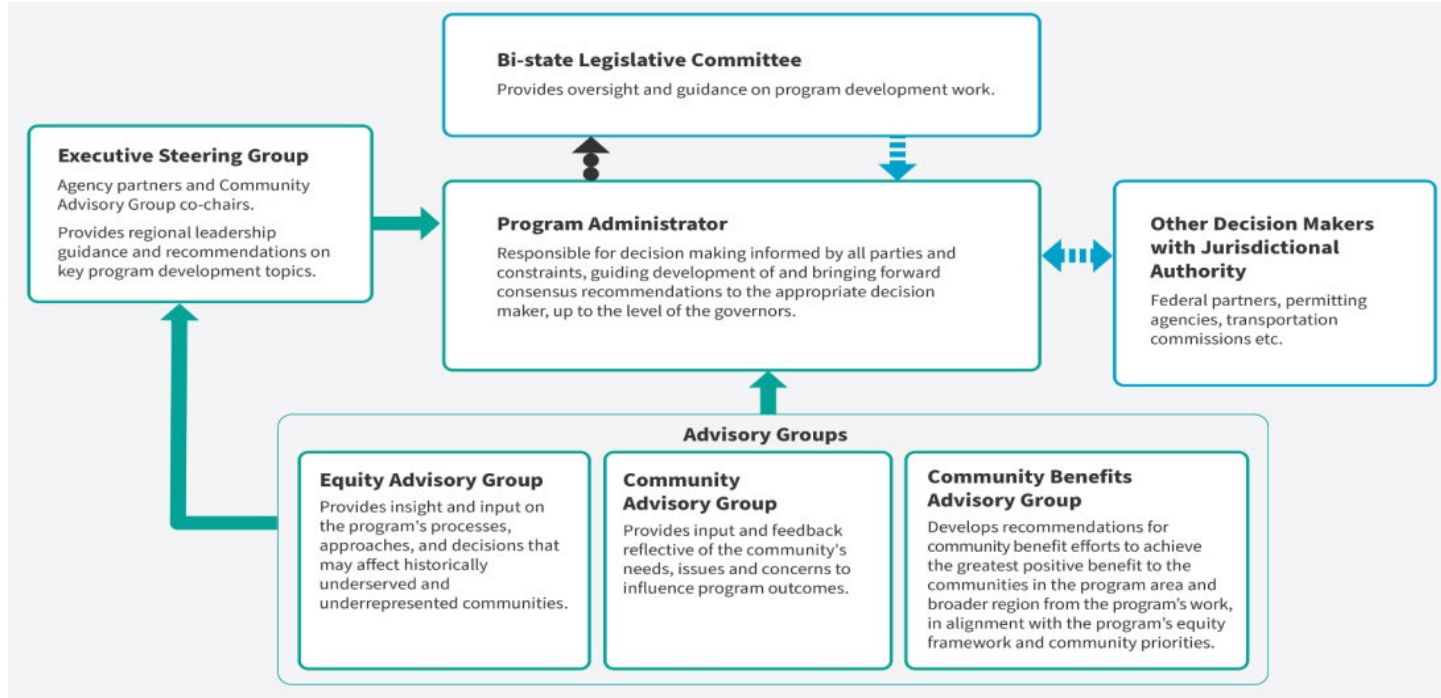 Bi-state Legislative Committee
Provides oversight and guidance on program development work.
Executive Steering Group
Agency partners and Community
Advisory Group co-chairs.
Provides regional leadership
guidance and recommendations on
key program development topics.
Program Administrator
Responsible for decision making informed by all parties and
constraints, guiding development of and bringing forward
consensus recommendations to the appropriate decision
maker, up to the level of the governors.
Other Decision Makers
with Jurisdictional
Authority
Federal partners, permitting
agencies, transportation
commissions etc.
Advisory Groups
Equity Advisory Group
Provides insight and input on
the program's processes,
approaches, and decisions that
may affect historically
underserved and
underrepresented communities.
Community
Advisory Group
Provides input and feedback
reflective of the community's
needs, issues and concerns to
influence program outcomes.
Community Benefits
Advisory Group
Develops recommendations for
community benefit efforts to achieve
the greatest positive benefit to the
communities in the program area and
broader region from the program's work,
in alignment with the program's equity
framework and community priorities.